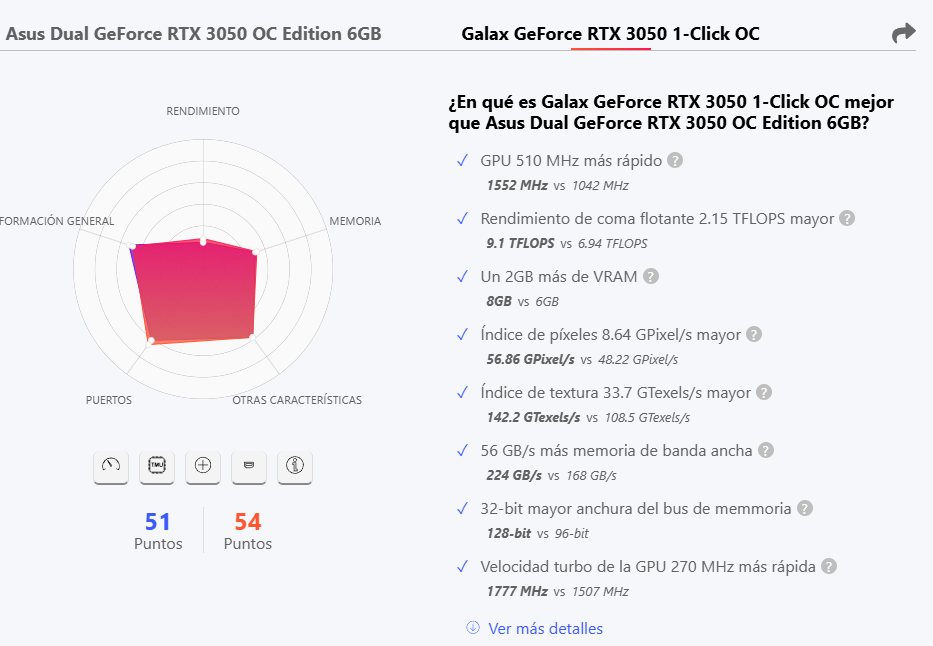 Asus Dual GeForce RTX 3050 OC Edition 6GB
Galax GeForce RTX 3050 1-Click OC
RENDIMIENTO
FORMACIÓN GENERAL
MEMORIA
PUERTOS
OTRAS CARACTERÍSTICAS
TMU
51
Puntos
54
Puntos
¿En qué es Galax GeForce RTX 3050 1-Click OC mejor
que Asus Dual GeForce RTX 3050 OC Edition 6GB?
GPU 510 MHz más rápido ?
1552 MHz vs 1042 MHz
Rendimiento de coma flotante 2.15 TFLOPS mayor ?
9.1 TFLOPS vs 6.94 TFLOPS
Un 2GB más de VRAM ?
8GB vs 6GB
Índice de píxeles 8.64 GPixel/s mayor ?
56.86 GPixel/s vs 48.22 GPixel/s
Índice de textura 33.7 GTexels/s mayor ?
142.2 GTexels/s vs 108.5 GTexels/s
56 GB/s más memoria de banda ancha ?
224 GB/s vs 168 GB/s
32-bit mayor anchura del bus de memmoria ?
128-bit vs 96-bit
Velocidad turbo de la GPU 270 MHz más rápida ?
1777 MHz vs 1507 MHz
Ver más detalles